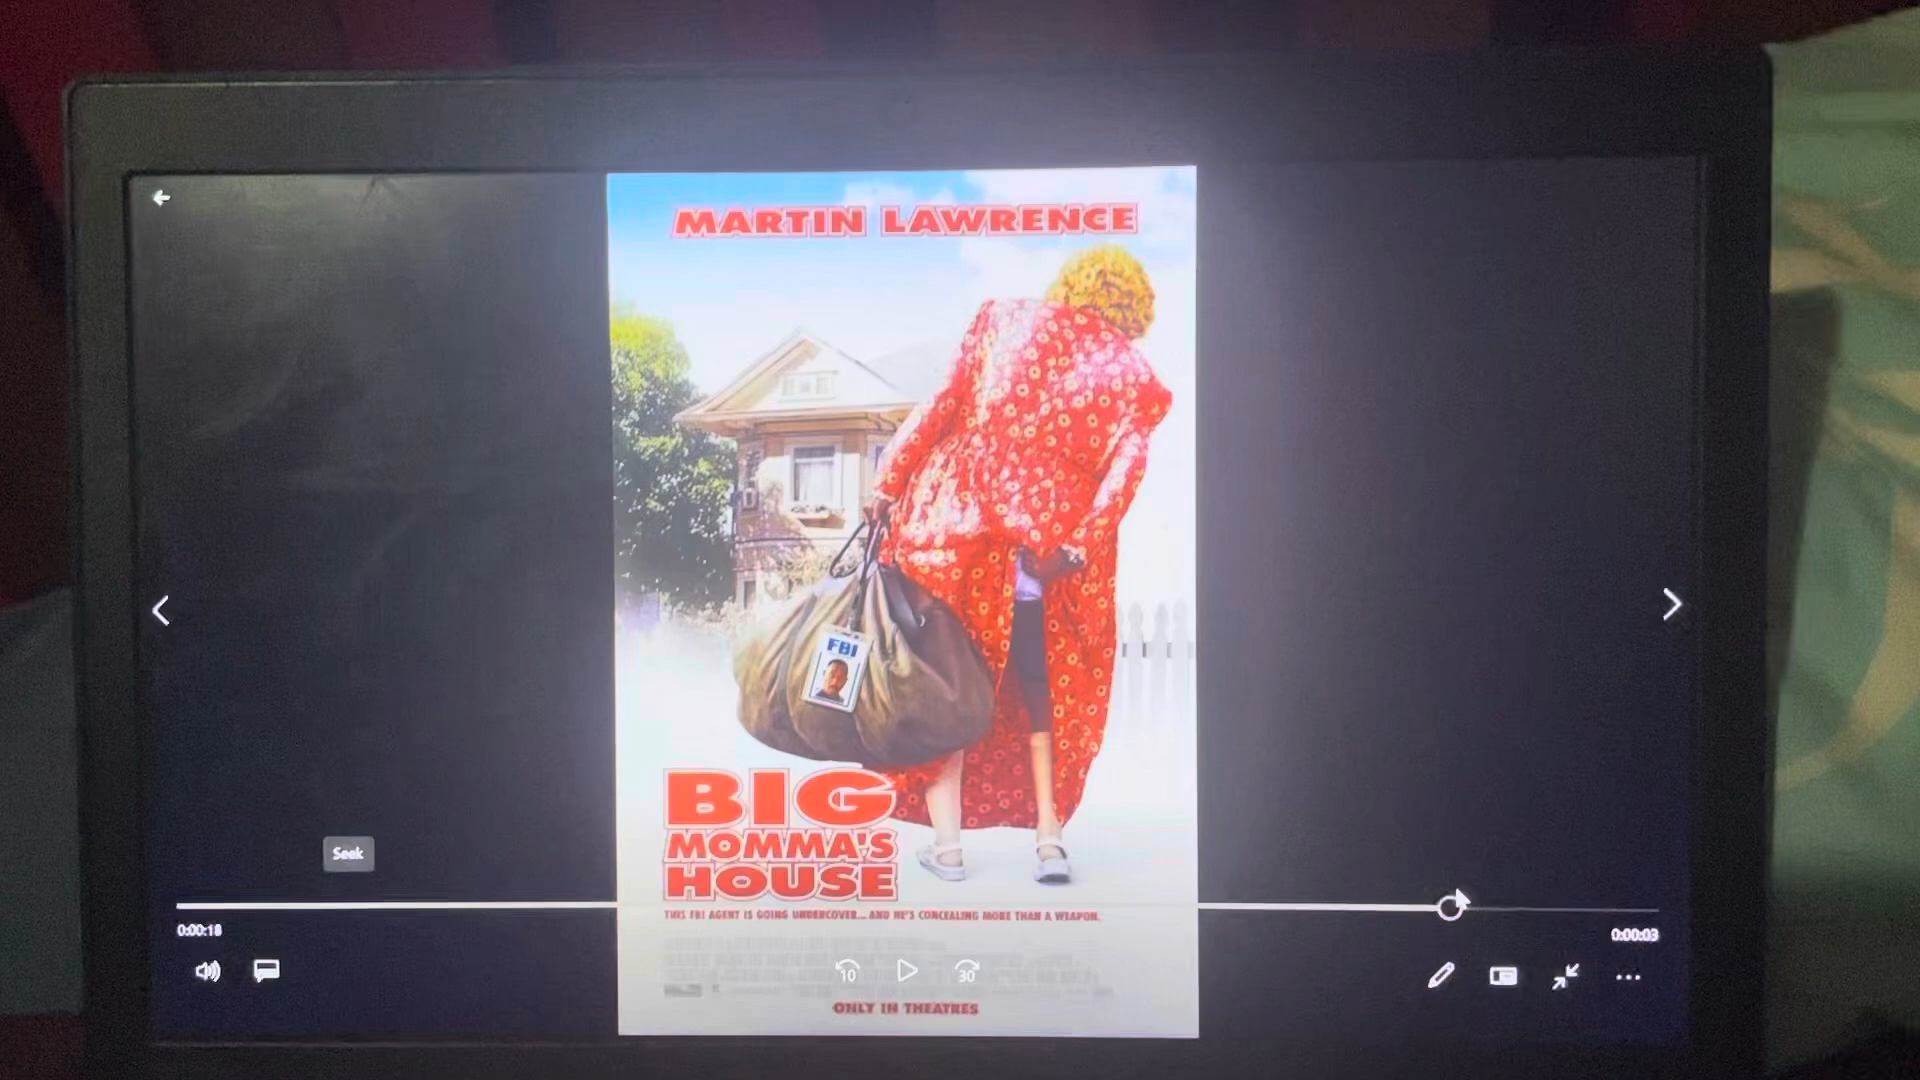 MARTIN LAWRENCE
FBI
BIG
MOMMA'S
HOUSE
THIS FBI AGENT IS GOING UNDERCOVER... AND HE'S CONCEALING MORE THAN A WEAPON.
Seek
0:00:18
0:00:03
10
30
ONLY IN THEATRES